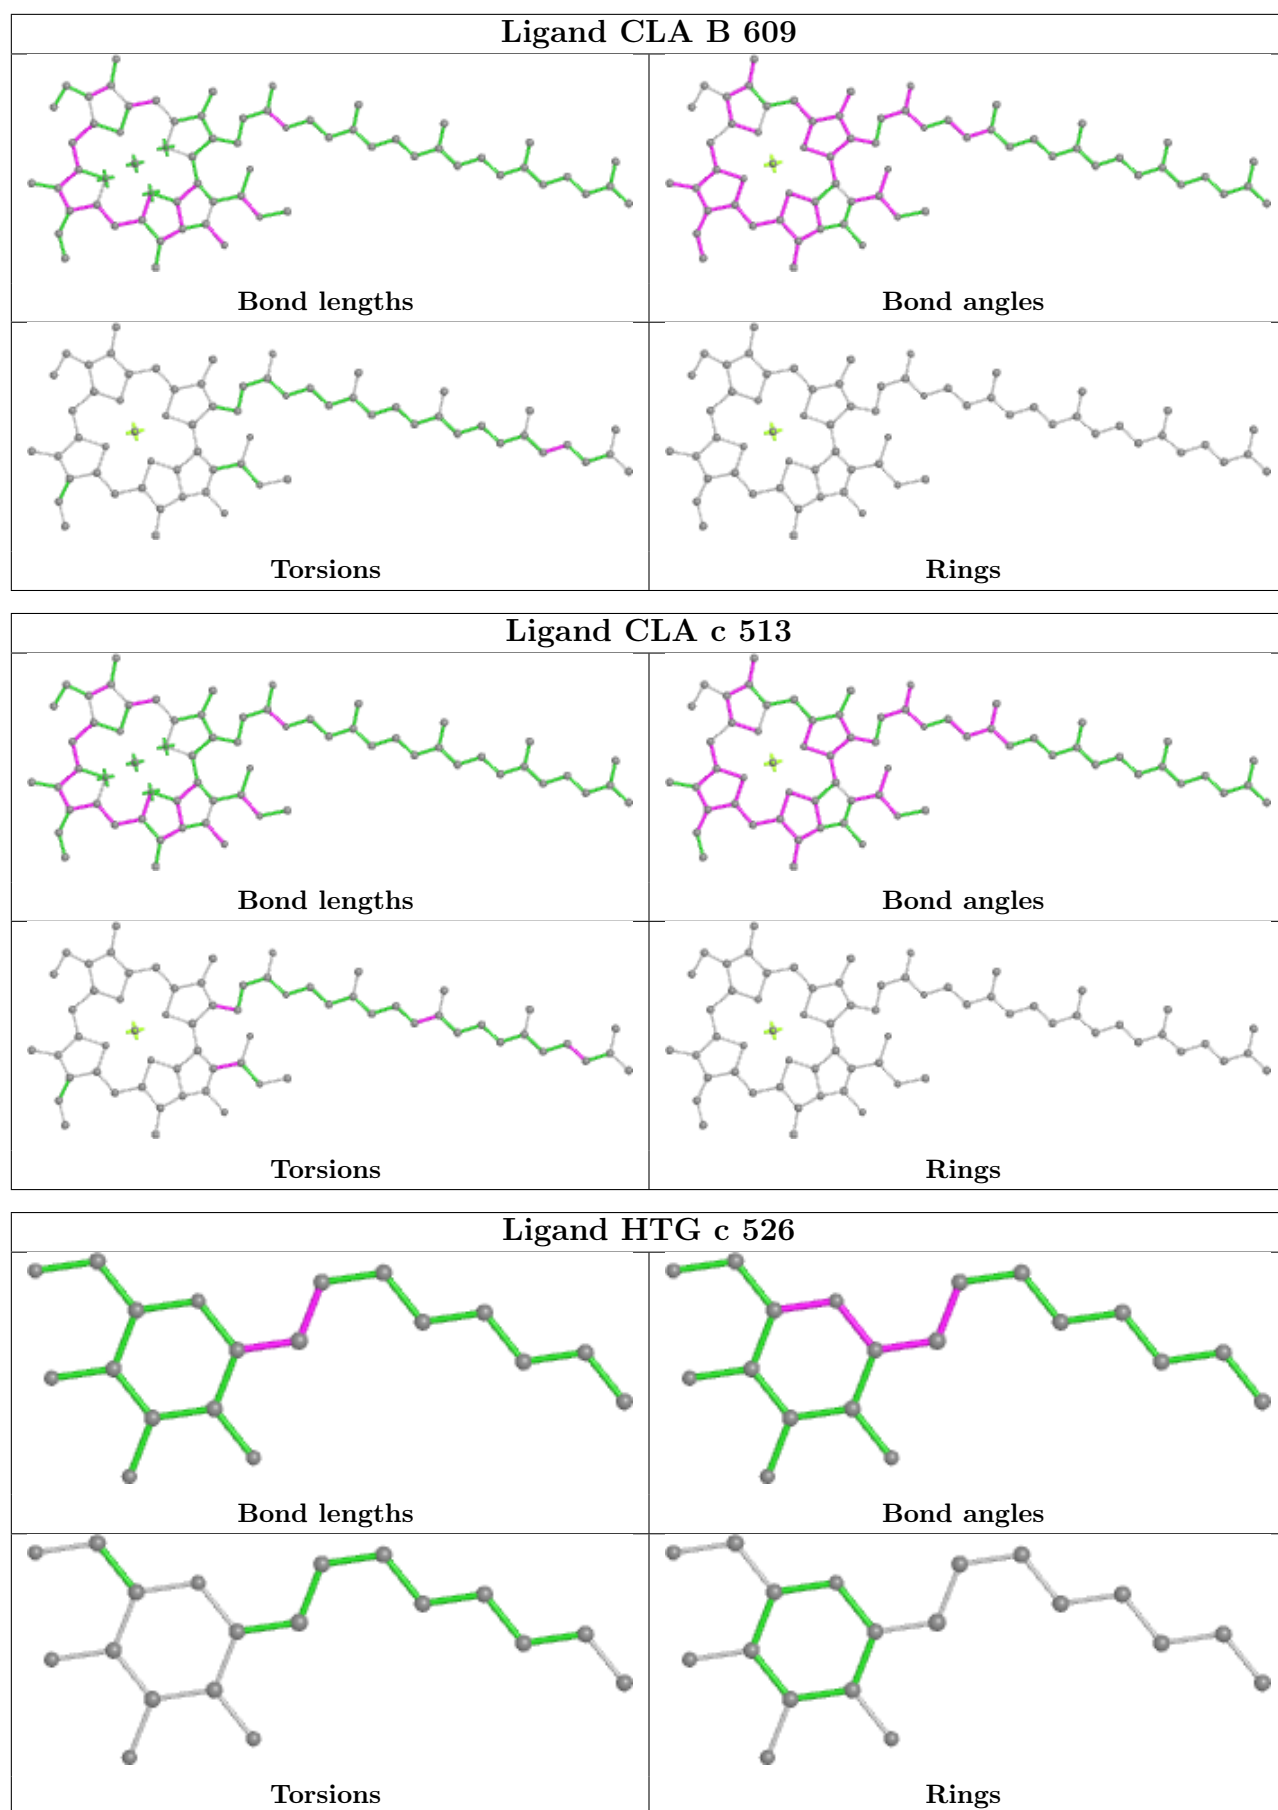 Ligand CLA B 609
Bond lengths
Bond angles
Torsions
Rings
Ligand CLA c 513
Bond lengths
Bond angles
Torsions
Rings
Ligand HTG c 526
Bond lengths
Bond angles
Torsions
Rings